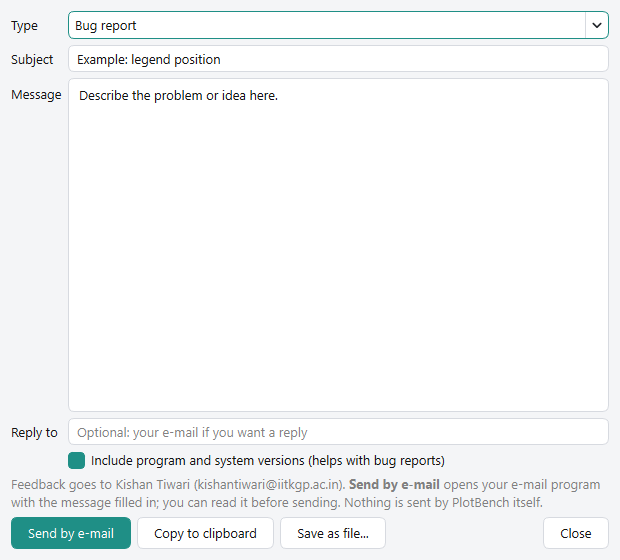 Type Bug report
Subject Example: legend position
Message Describe the problem or idea here.
Reply to Optional: your e-mail if you want a reply
Include program and system versions (helps with bug reports)
Feedback goes to Kishan Tiwari (kishantiwari@iitkgp.ac.in). Send by e-mail opens your e-mail program
with the message filled in; you can read it before sending. Nothing is sent by PlotBench itself.
Send by e-mail Copy to clipboard Save as file... Close